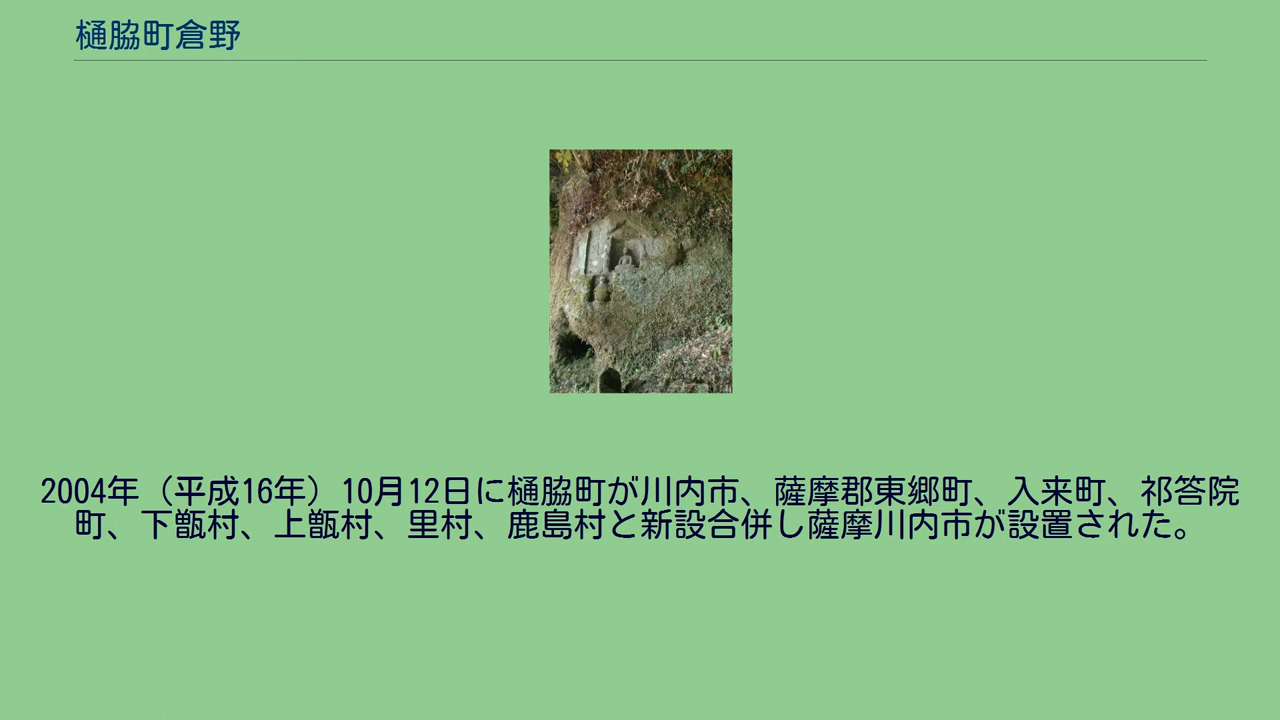 樋脇町倉野
2004年（平成16年）10月12日に樋脇町が川内市、薩摩郡東郷町、入来町、祁答院
町、下甑村、上甑村、里村、鹿島村と新設合併し薩摩川内市が設置された。